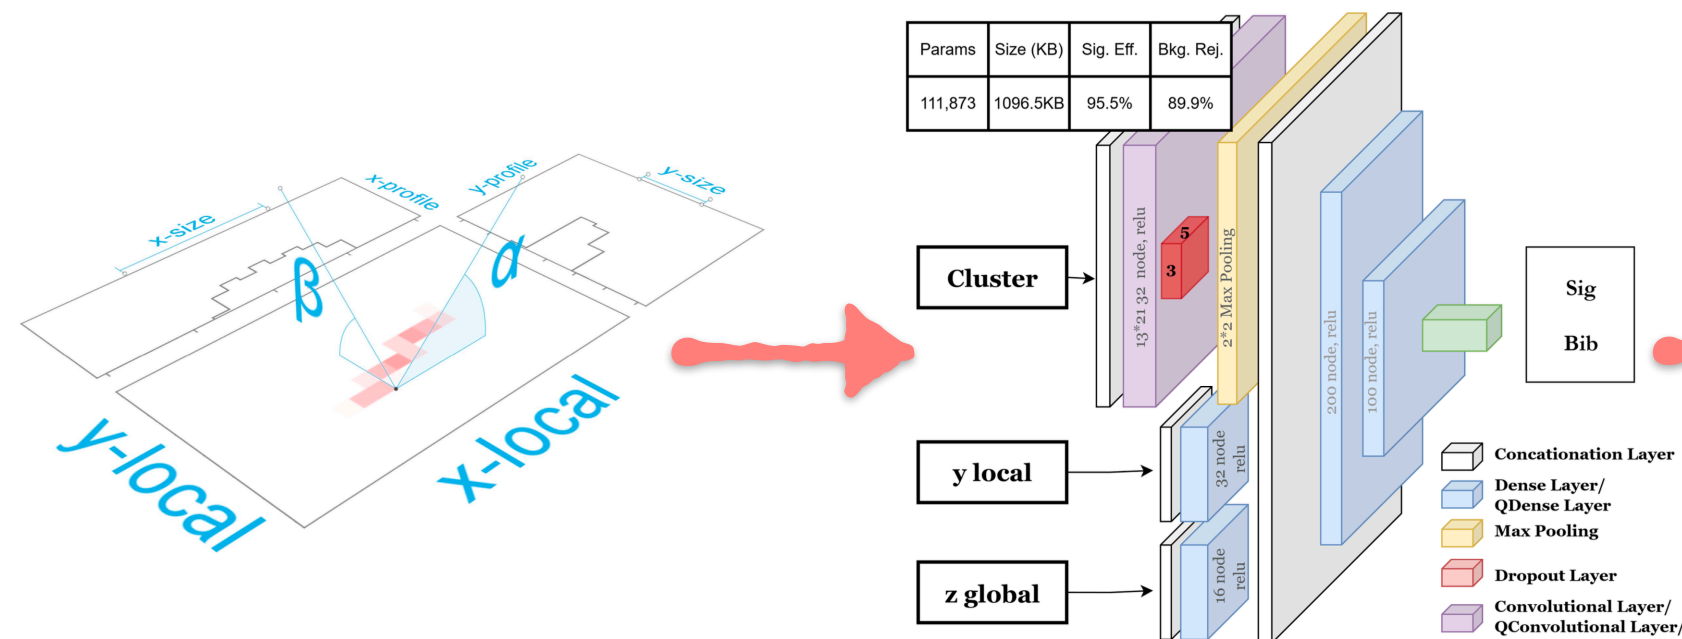 x-size
x-profile
y-profile
y-size
β
α
y-local
x-local
Params Size (KB) Sig. Eff. Bkg. Rej.
111,873 1096.5KB 95.5% 89.9%
Cluster
13*21 32 node, relu
5
3
2*2 Max Pooling
y local
32 node
relu
z global
16 node
relu
200 node, relu
100 node, relu
Sig
Bib
Concationation Layer
Dense Layer/
QDense Layer
Max Pooling
Dropout Layer
Convolutional Layer/
QConvolutional Layer/